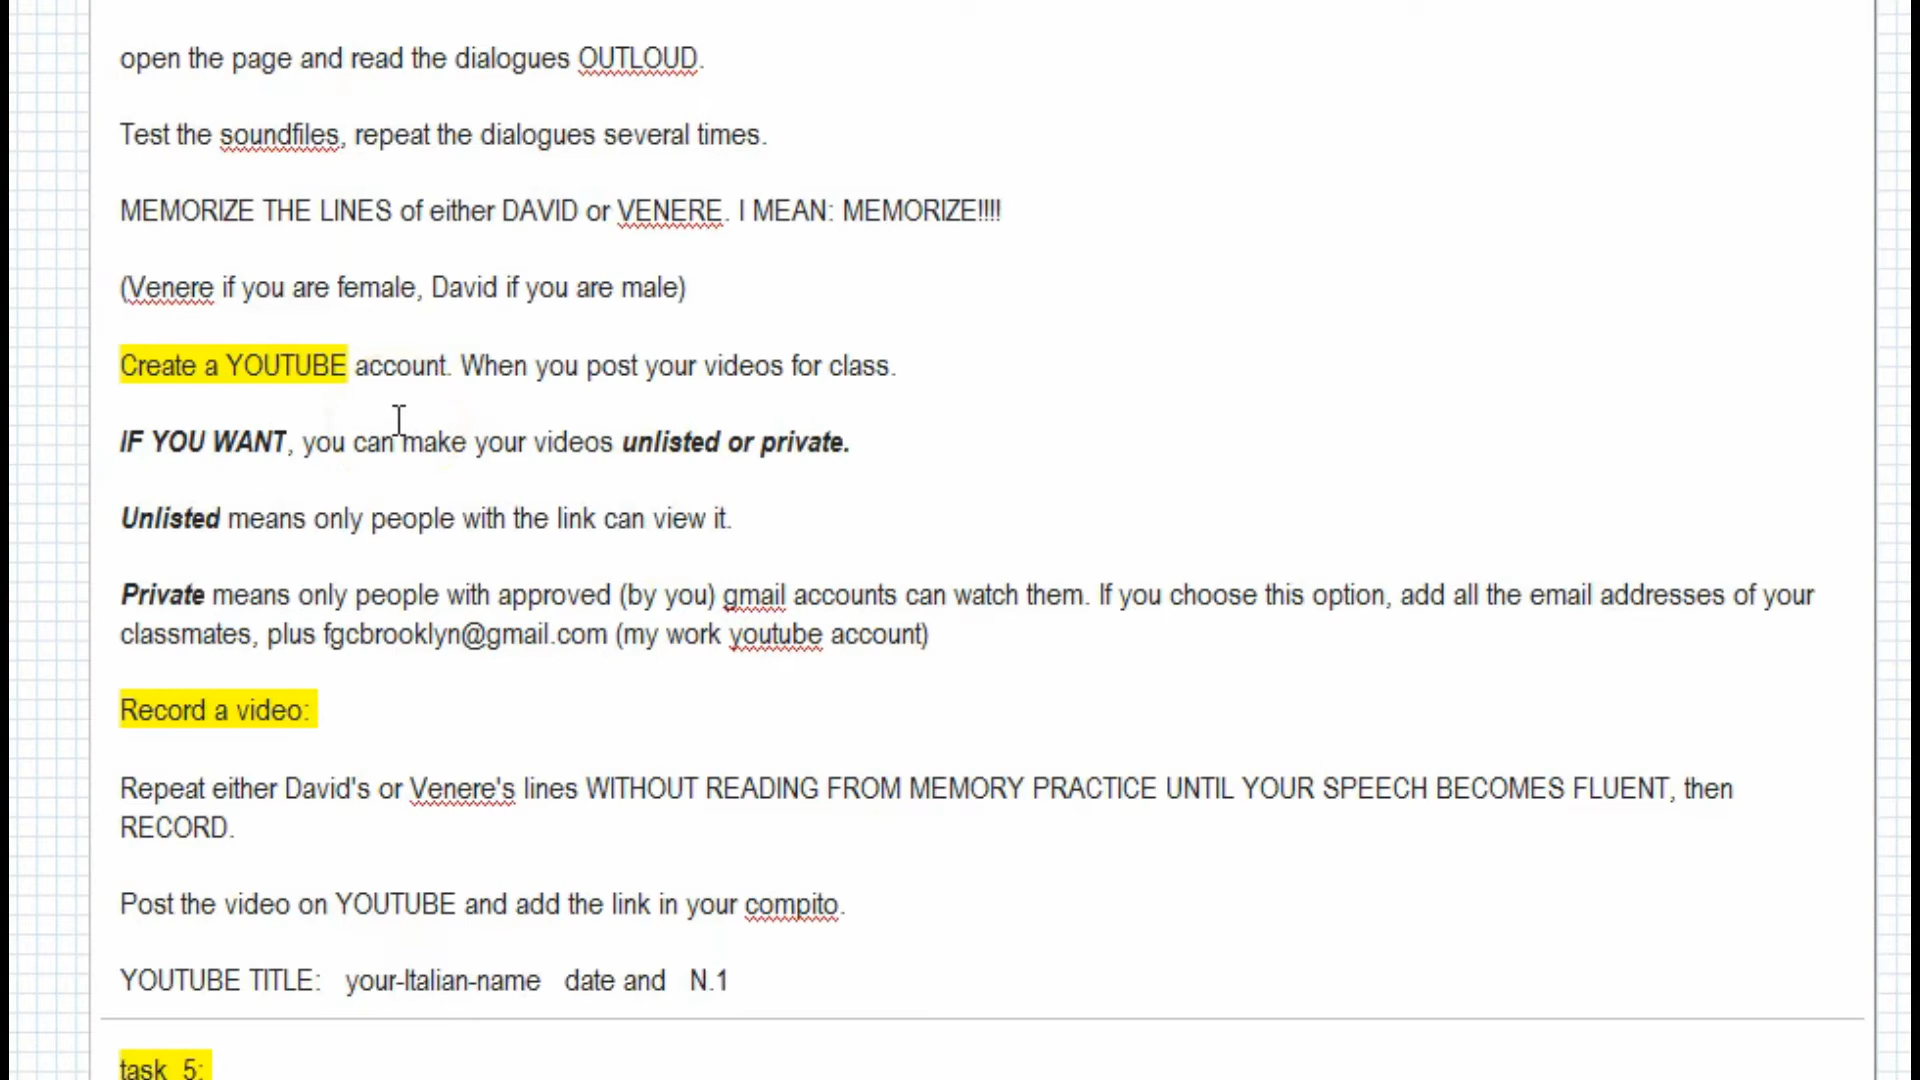 open the page and read the dialogues OUTLOUD.
Test the soundfiles, repeat the dialogues several times.
MEMORIZE THE LINES of either DAVID or VENERE. I MEAN: MEMORIZE!!!!
(Venere if you are female, David if you are male)
Create a YOUTUBE account. When you post your videos for class.
IF YOU WANT, you can make your videos unlisted or private.
Unlisted means only people with the link can view it.
Private means only people with approved (by you) gmail accounts can watch them. If you choose this option, add all the email addresses of your
classmates, plus fgcbrooklyn@gmail.com (my work youtube account)
Record a video:
Repeat either David's or Venere's lines WITHOUT READING FROM MEMORY PRACTICE UNTIL YOUR SPEECH BECOMES FLUENT, then
RECORD.
Post the video on YOUTUBE and add the link in your compito.
YOUTUBE TITLE: your-Italian-name date and N.1
task 5: